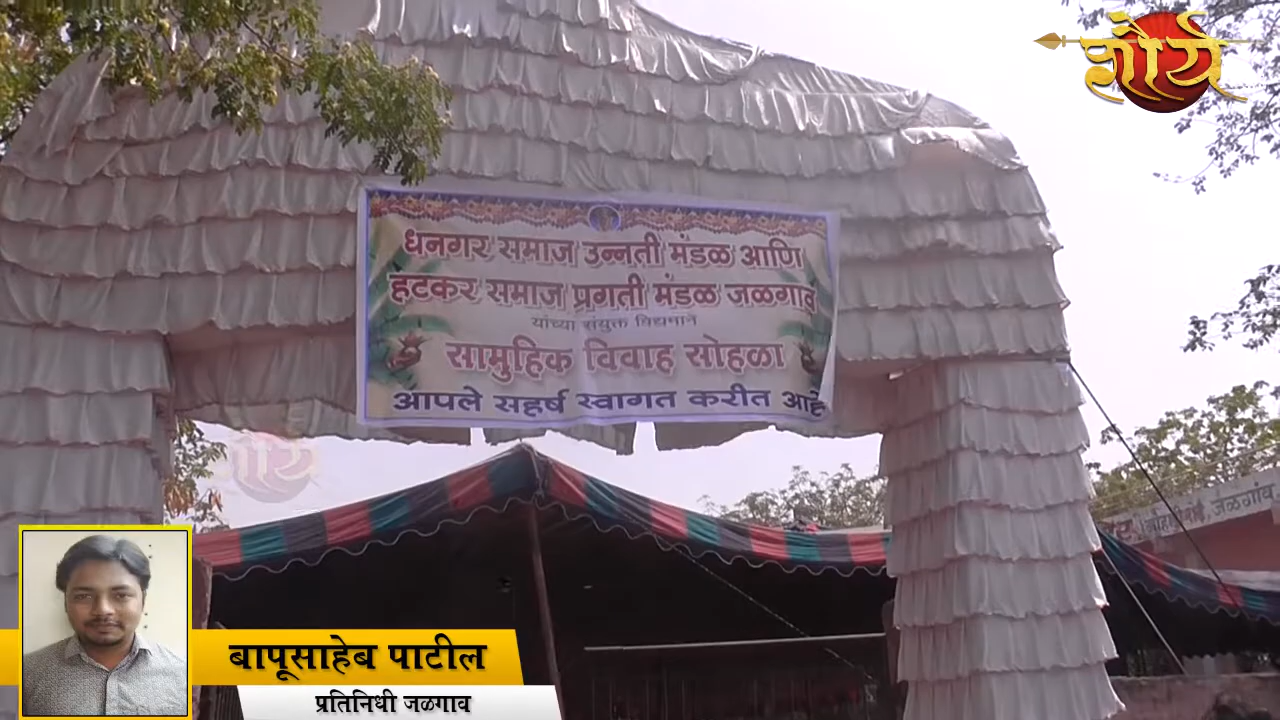 शौर्य
धनगर समाज उन्नती मंडळ आणि
हटकर समाज प्रगती मंडळ जळगाव
यांच्या संयुक्त विद्यमाने
सामुहिक विवाह सोहळा
आपले सहर्ष स्वागत करीत आहे
शौर्य
जळगांव
बापूसाहेब पाटील
प्रतिनिधी जळगाव